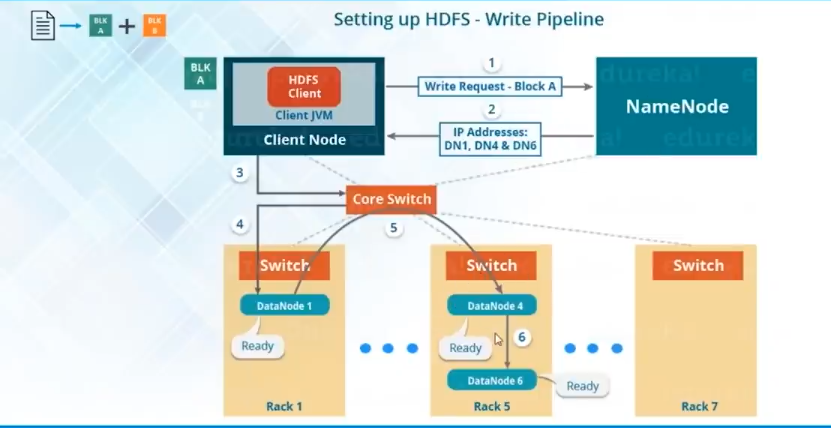 Setting up HDFS - Write Pipeline
BLK
A
BLK
B
BLK
A
HDFS
Client
Client JVM
Client Node
1
Write Request - Block A
2
IP Addresses:
DN1, DN4 & DN6
NameNode
edureka!
edureka!
3
Core Switch
4
5
Switch
Switch
Switch
DataNode 1
DataNode 4
Ready
Ready
6
DataNode 6
Ready
Rack 1
Rack 5
Rack 7